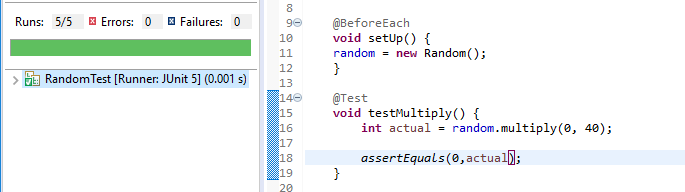 Runs: 5/5 Errors: 0 Failures: 0
RandomTest [Runner: JUnit 5] (0.001 s)
8
9 @BeforeEach
10 void setUp() {
11 random = new Random();
12 }
13
14 @Test
15 void testMultiply() {
16 int actual = random.multiply(0, 40);
17
18 assertEquals(0,actual);
19 }
20